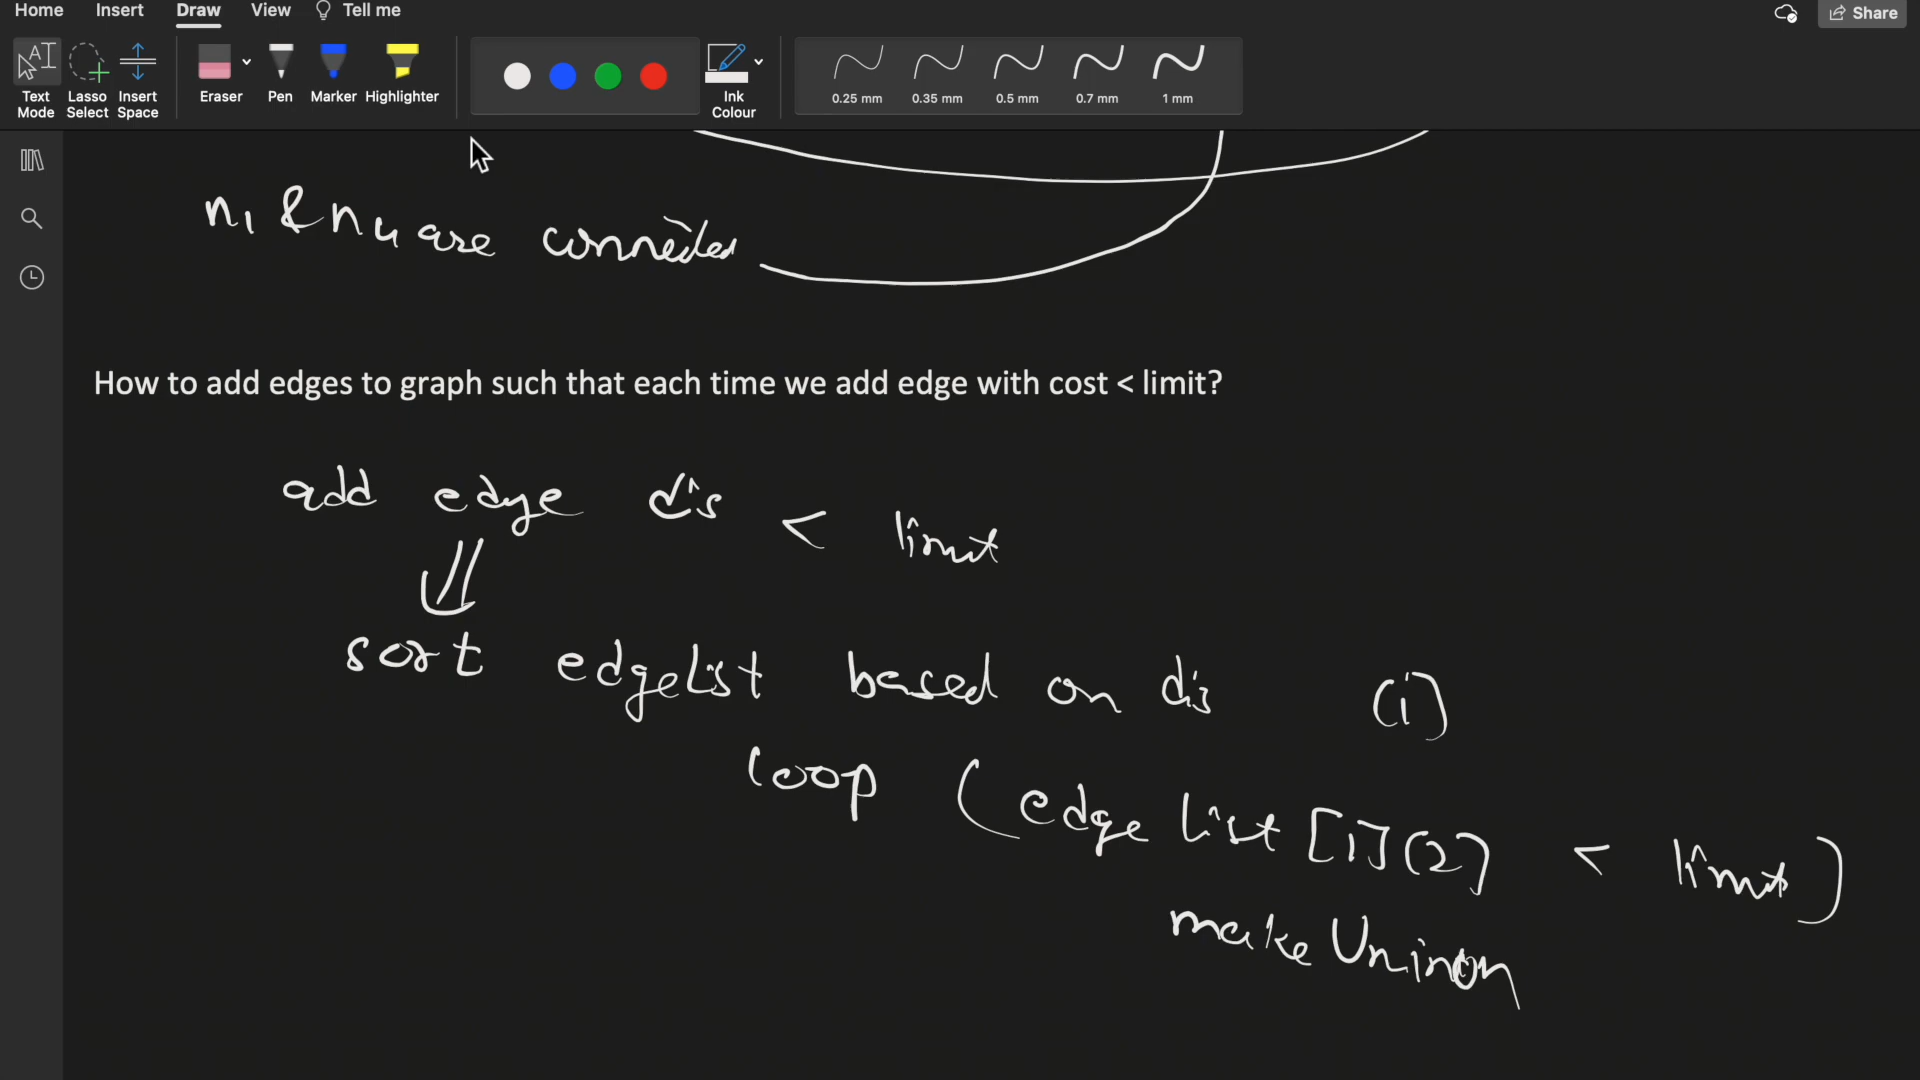 Home Insert Draw View Tell me Share
Text Mode Lasso Select Insert Space Eraser Pen Marker Highlighter Ink Colour 0.25 mm 0.35 mm 0.5 mm 0.7 mm 1 mm
n1 & n4 are connected
How to add edges to graph such that each time we add edge with cost < limit?
add edge dis < limit
sort edgelist based on dis (i)
loop (edge list [i][2] < limit)
make Uninon